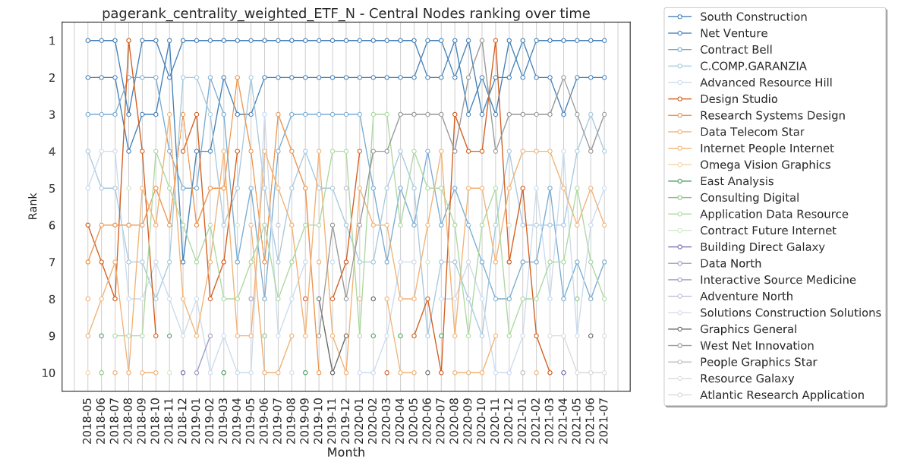 pagerank_centrality_weighted_ETF_N - Central Nodes ranking over time
1
2
3
4
5
6
7
8
9
10
Rank
2018-05
2018-06
2018-07
2018-08
2018-09
2018-10
2018-11
2018-12
2019-01
2019-02
2019-03
2019-04
2019-05
2019-06
2019-07
2019-08
2019-09
2019-10
2019-11
2019-12
2020-01
2020-02
2020-03
2020-04
2020-05
2020-06
2020-07
2020-08
2020-09
2020-10
2020-11
2020-12
2021-01
2021-02
2021-03
2021-04
2021-05
2021-06
2021-07
Month
South Construction
Net Venture
Contract Bell
C.COMP.GARANZIA
Advanced Resource Hill
Design Studio
Research Systems Design
Data Telecom Star
Internet People Internet
Omega Vision Graphics
East Analysis
Consulting Digital
Application Data Resource
Contract Future Internet
Building Direct Galaxy
Data North
Interactive Source Medicine
Adventure North
Solutions Construction Solutions
Graphics General
West Net Innovation
People Graphics Star
Resource Galaxy
Atlantic Research Application